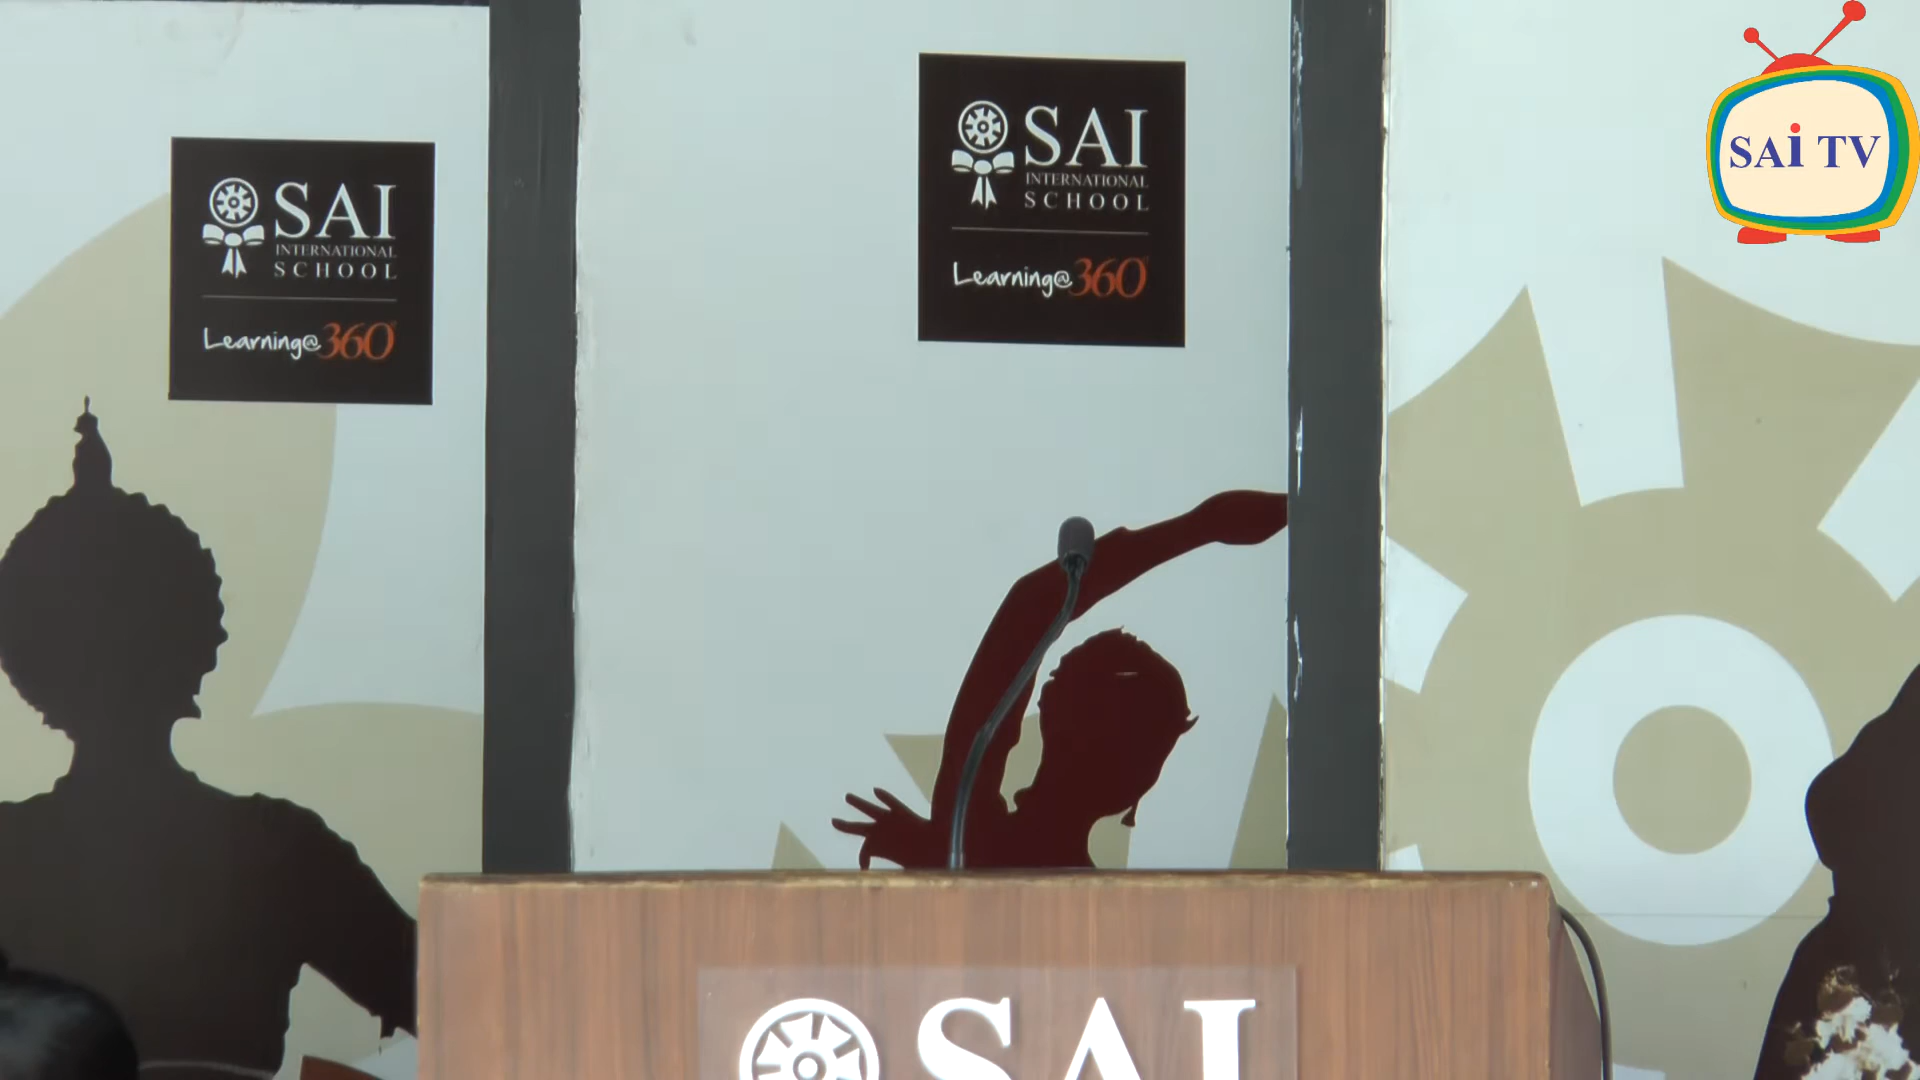 SAI
INTERNATIONAL
SCHOOL
Learning@360°
SAI
INTERNATIONAL
SCHOOL
Learning@360°
SAi TV
SAI